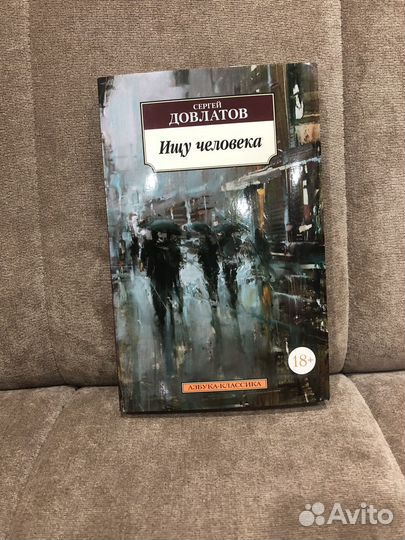 СЕРГЕЙ
ДОВЛАТОВ
Ищу человека
18+
АЗБУКА-КЛАССИКА
Avito